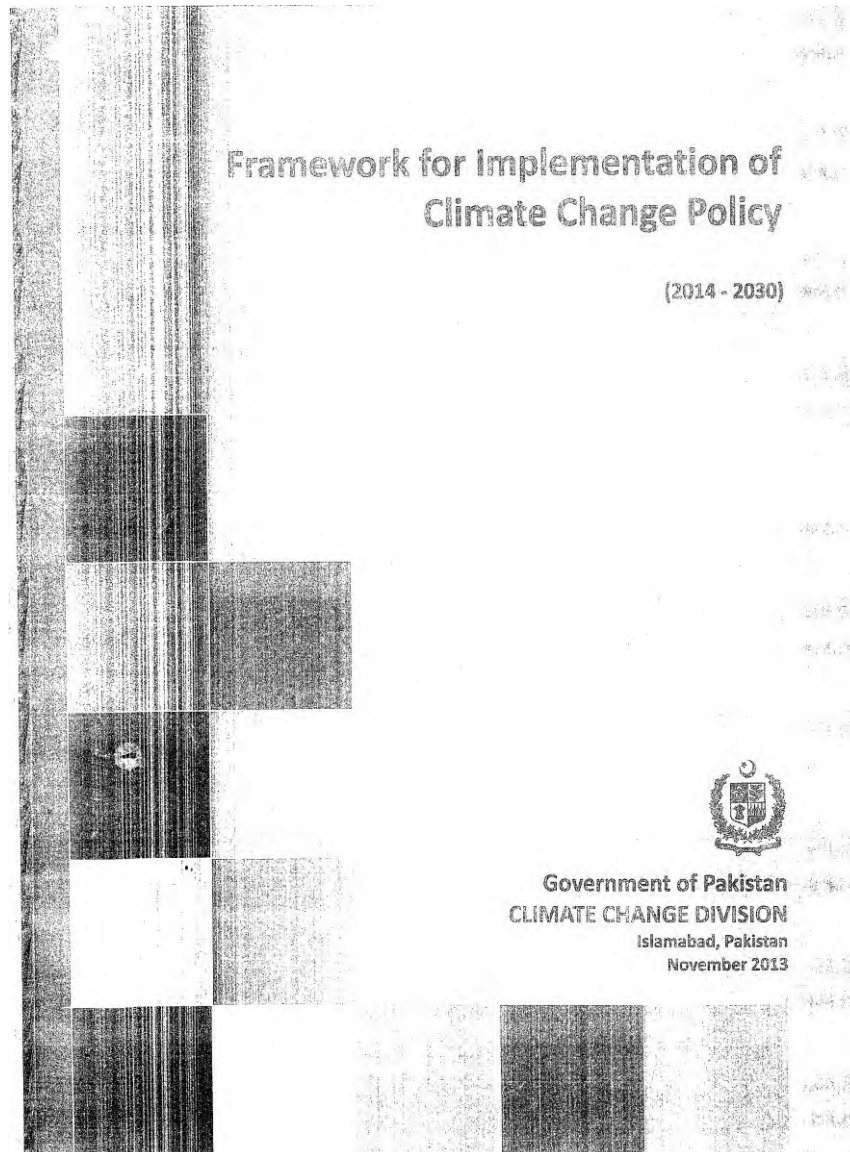 Framework for Implementation of
Climate Change Policy
(2014 - 2030)
Government of Pakistan
CLIMATE CHANGE DIVISION
Islamabad, Pakistan
November 2013